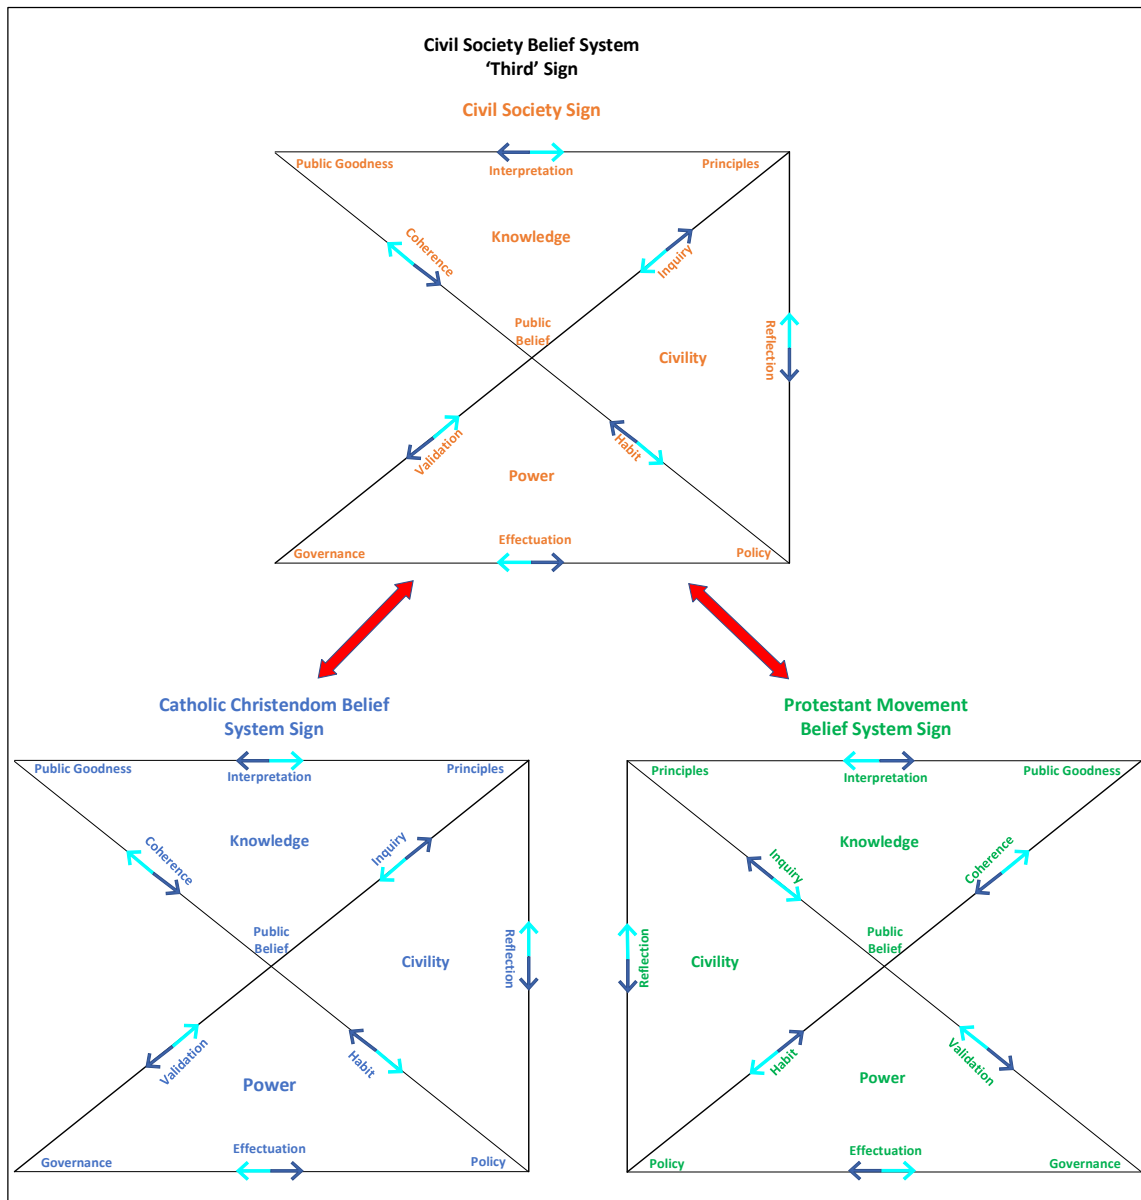 Civil Society Belief System
‘Third’ Sign
Civil Society Sign
Public Goodness
Interpretation
Principles
Knowledge
Coherence
Inquiry
Public
Belief
Civility
Reflection
Validation
Habit
Power
Effectuation
Governance
Policy
Catholic Christendom Belief
System Sign
Public Goodness
Interpretation
Principles
Knowledge
Coherence
Inquiry
Public
Belief
Civility
Reflection
Validation
Habit
Power
Effectuation
Governance
Policy
Protestant Movement
Belief System Sign
Principles
Interpretation
Public Goodness
Knowledge
Inquiry
Coherence
Public
Belief
Civility
Reflection
Habit
Validation
Power
Effectuation
Policy
Governance